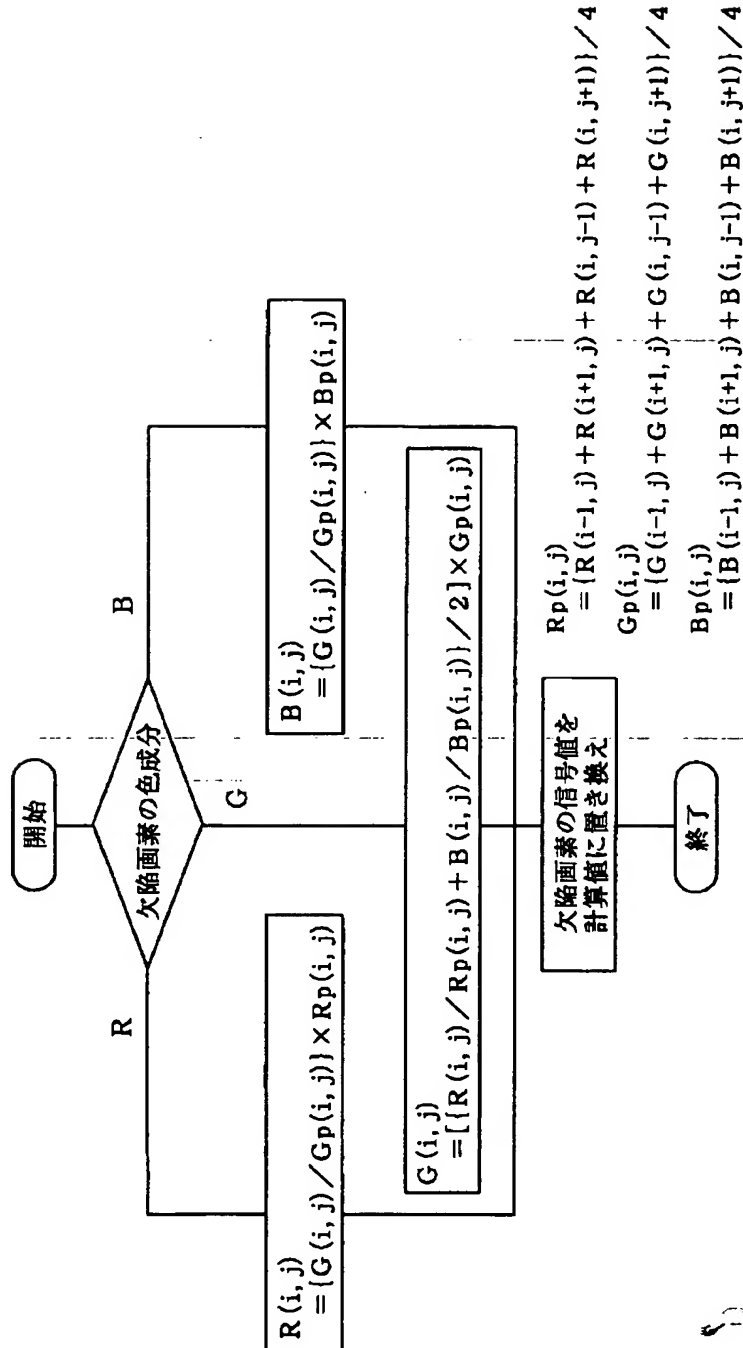 開始
欠陥画素の色成分
R
G
B
R(i,j)
={G(i,j)/Gp(i,j)}×Rp(i,j)
B(i,j)
={G(i,j)/Gp(i,j)}×Bp(i,j)
G(i,j)
=[{R(i,j)/Rp(i,j)+B(i,j)/Bp(i,j)}/2]×Gp(i,j)
欠陥画素の信号値を
計算値に置き換え
終了
Rp(i,j)
={R(i-1,j)+R(i+1,j)+R(i,j-1)+R(i,j+1)}/4
Gp(i,j)
={G(i-1,j)+G(i+1,j)+G(i,j-1)+G(i,j+1)}/4
Bp(i,j)
={B(i-1,j)+B(i+1,j)+B(i,j-1)+B(i,j+1)}/4